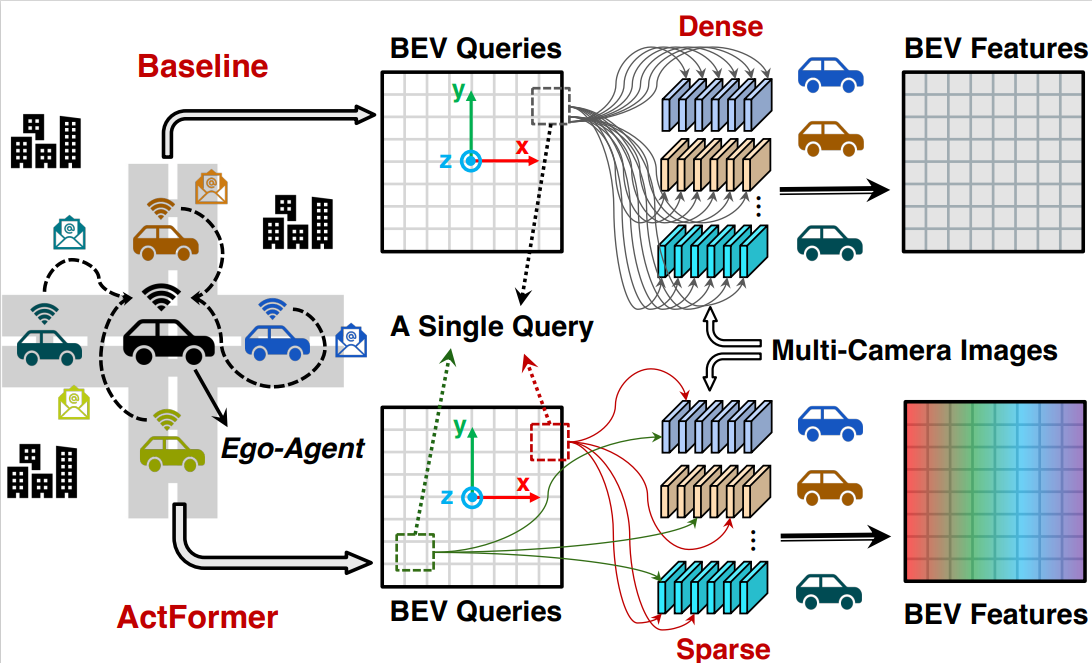 Dense
BEV Queries
BEV Features
Baseline
y
x
z
A Single Query
Multi-Camera Images
Ego-Agent
y
x
z
ActFormer
BEV Queries
BEV Features
Sparse